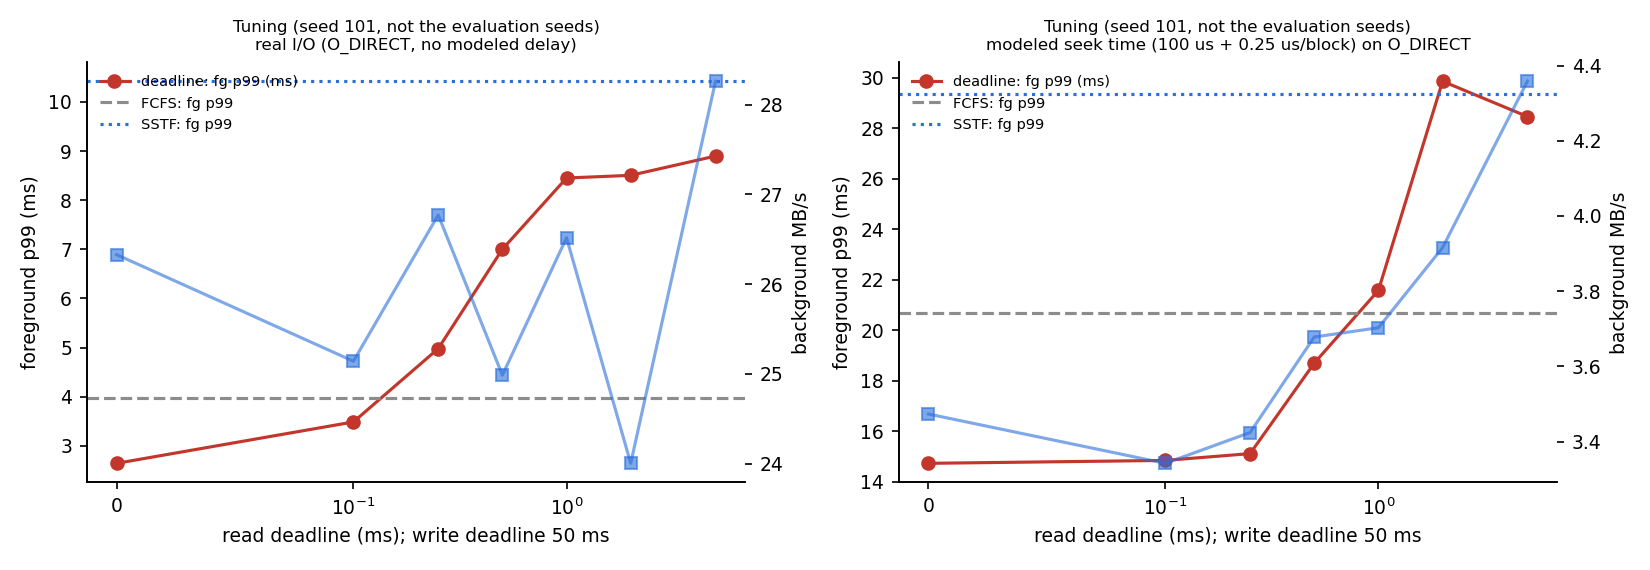 Tuning (seed 101, not the evaluation seeds)
real I/O (O_DIRECT, no modeled delay)
deadline: fg p99 (ms)
FCFS: fg p99
SSTF: fg p99
foreground p99 (ms)
10
9
8
7
6
5
4
3
28
27
26
25
24
background MB/s
0
10⁻¹
10⁰
read deadline (ms); write deadline 50 ms
Tuning (seed 101, not the evaluation seeds)
modeled seek time (100 us + 0.25 us/block) on O_DIRECT
deadline: fg p99 (ms)
FCFS: fg p99
SSTF: fg p99
foreground p99 (ms)
30
28
26
24
22
20
18
16
14
4.4
4.2
4.0
3.8
3.6
3.4
background MB/s
0
10⁻¹
10⁰
read deadline (ms); write deadline 50 ms